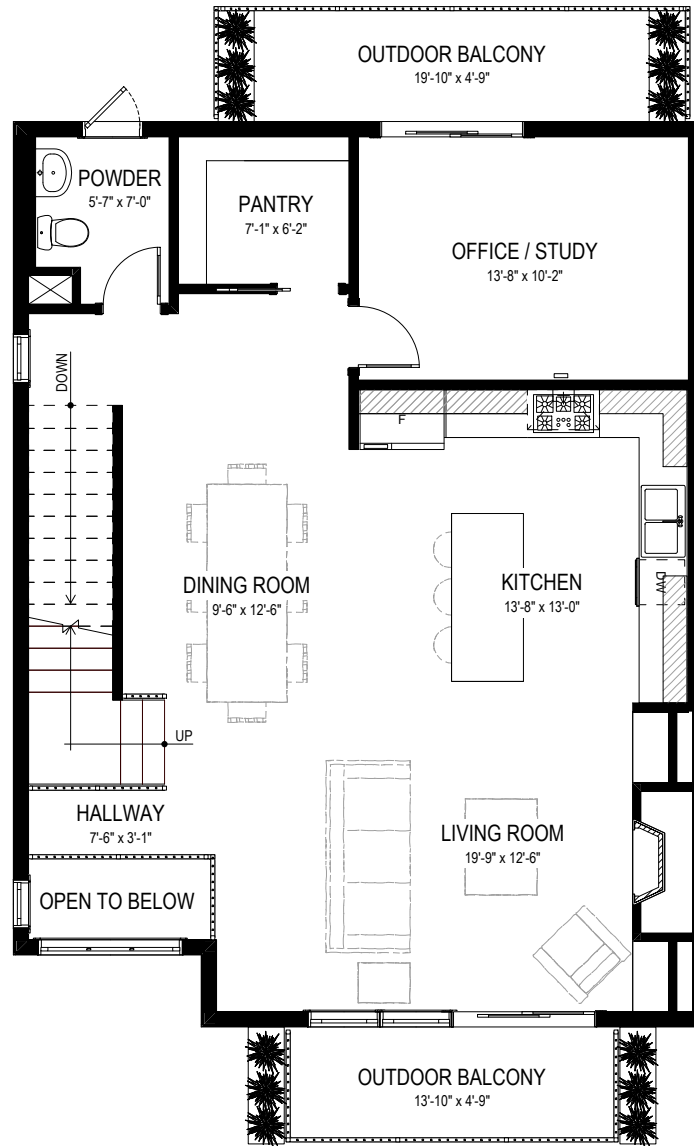 OUTDOOR BALCONY
19'-10" x 4'-9"
POWDER
5'-7" x 7'-0"
PANTRY
7'-1" x 6'-2"
OFFICE / STUDY
13'-8" x 10'-2"
DOWN
F
DINING ROOM
9'-6" x 12'-6"
KITCHEN
13'-8" x 13'-0"
DW
UP
HALLWAY
7'-6" x 3'-1"
LIVING ROOM
19'-9" x 12'-6"
OPEN TO BELOW
OUTDOOR BALCONY
13'-10" x 4'-9"